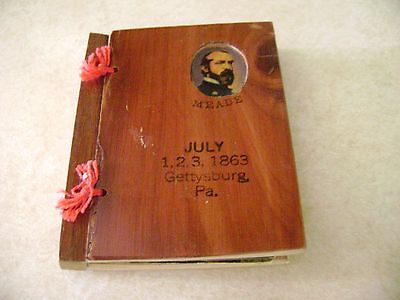 MEADE
JULY
1,2,3, 1863
Gettysburg,
Pa.